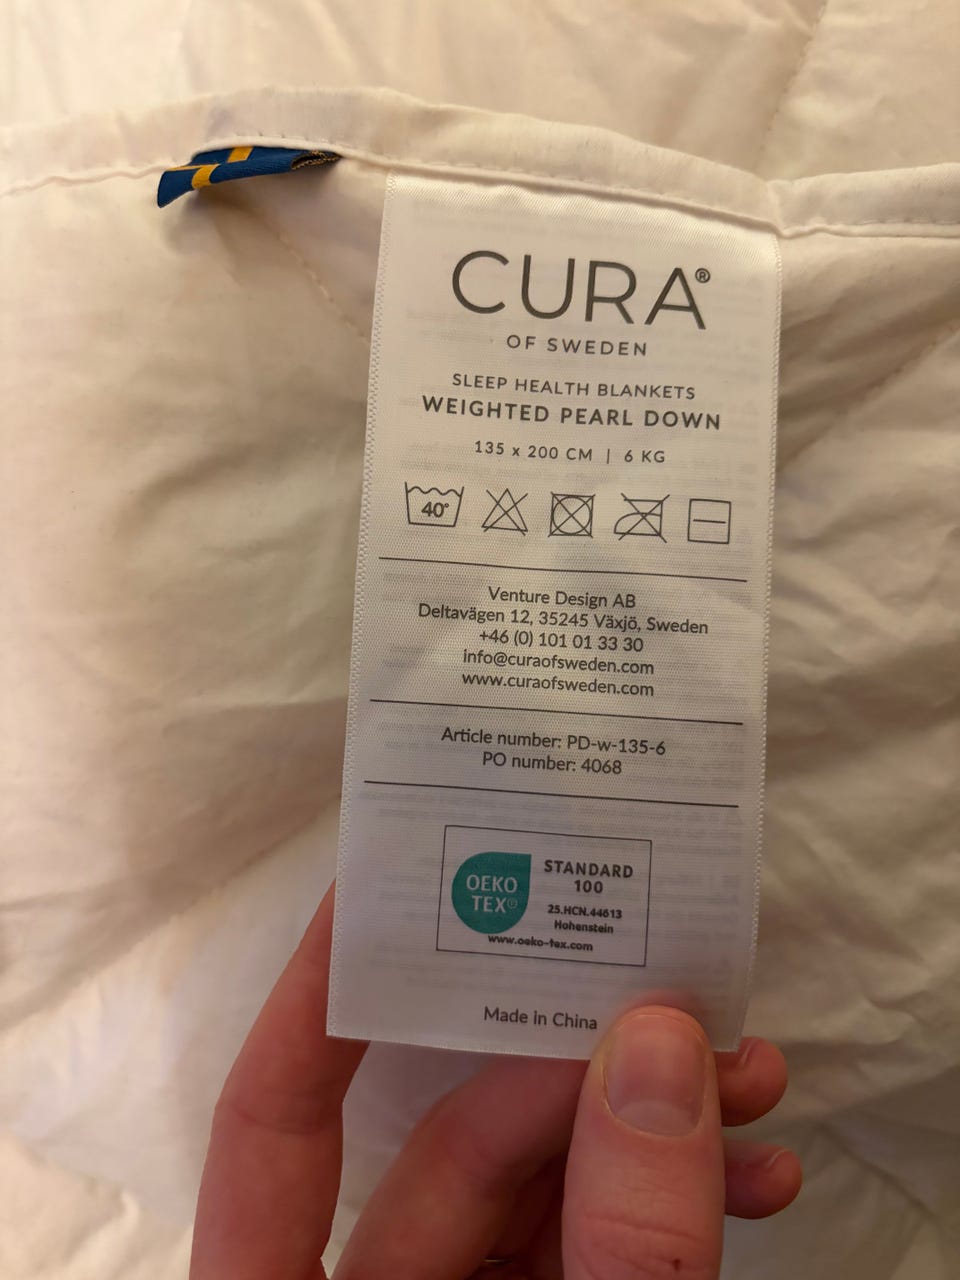 CURA®
OF SWEDEN
SLEEP HEALTH BLANKETS
WEIGHTED PEARL DOWN
135 x 200 CM | 6 KG
40°
Venture Design AB
Deltavägen 12, 35245 Växjö, Sweden
+46 (0) 101 01 33 30
info@curaofsweden.com
www.curaofsweden.com
Article number: PD-w-135-6
PO number: 4068
OEKO
TEX®
STANDARD
100
25.HCN.44613
Hohenstein
www.oeko-tex.com
Made in China